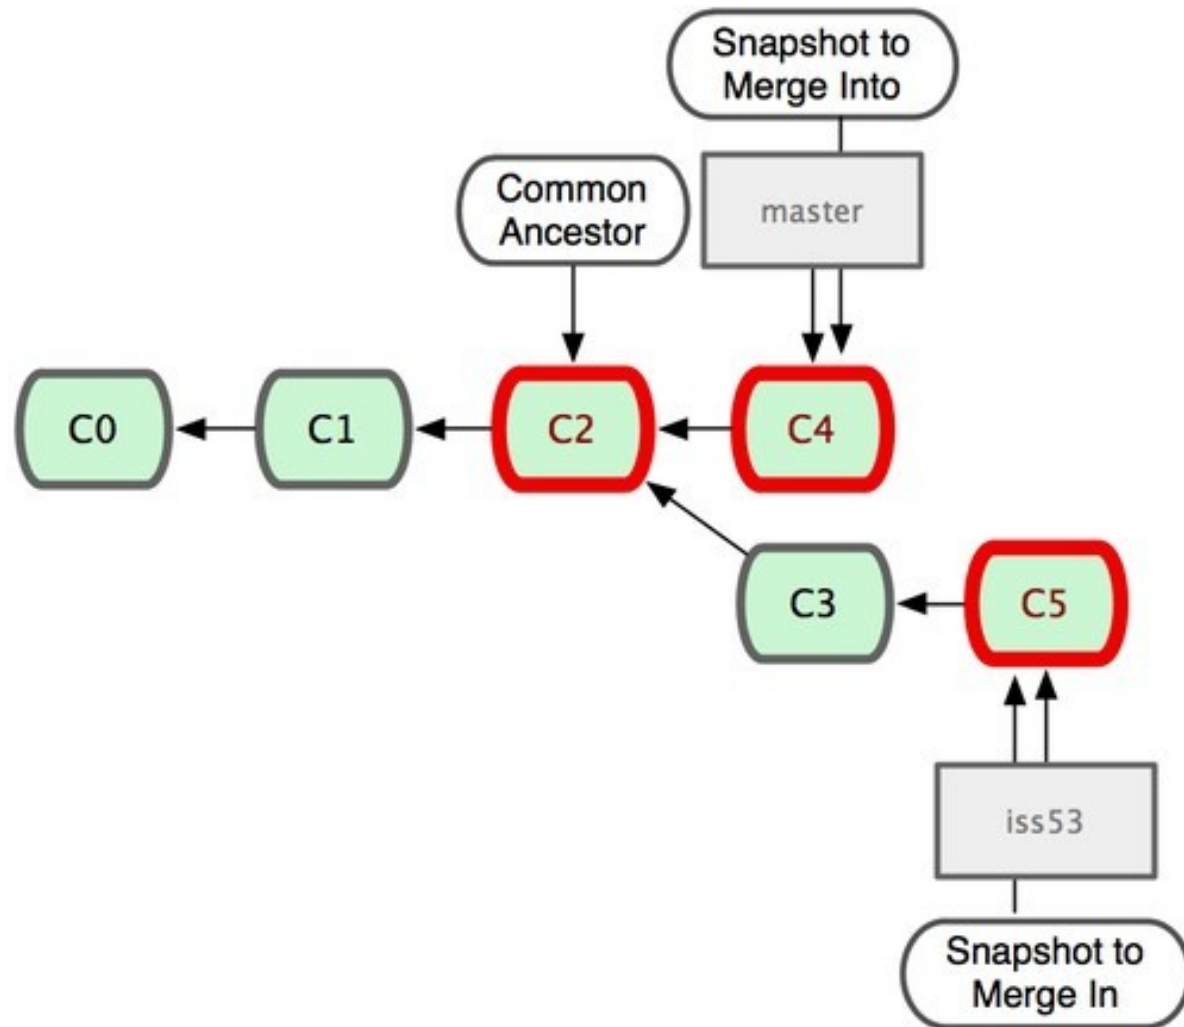 Snapshot to
Merge Into
Common
Ancestor
master
C0
C1
C2
C4
C3
C5
iss53
Snapshot to
Merge In